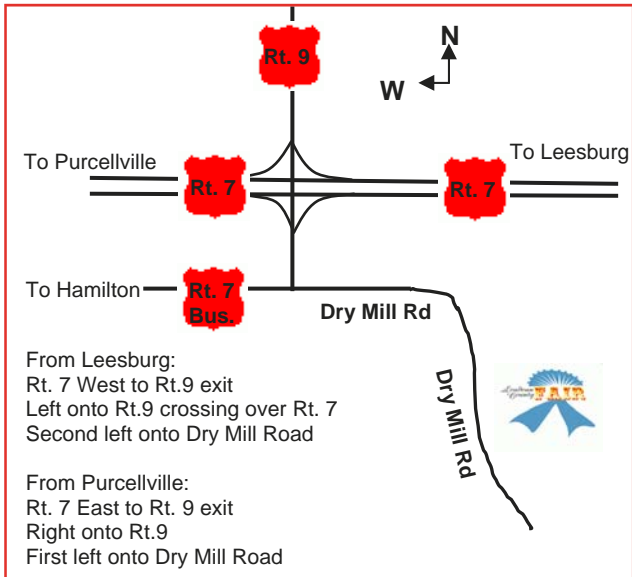 Rt. 9
N
W
To Purcellville
To Leesburg
Rt. 7
Rt. 7
To Hamilton
Rt. 7
Bus.
Dry Mill Rd
Dry Mill Rd
Loudoun
County
FAIR
From Leesburg:
Rt. 7 West to Rt.9 exit
Left onto Rt.9 crossing over Rt. 7
Second left onto Dry Mill Road
From Purcellville:
Rt. 7 East to Rt. 9 exit
Right onto Rt.9
First left onto Dry Mill Road